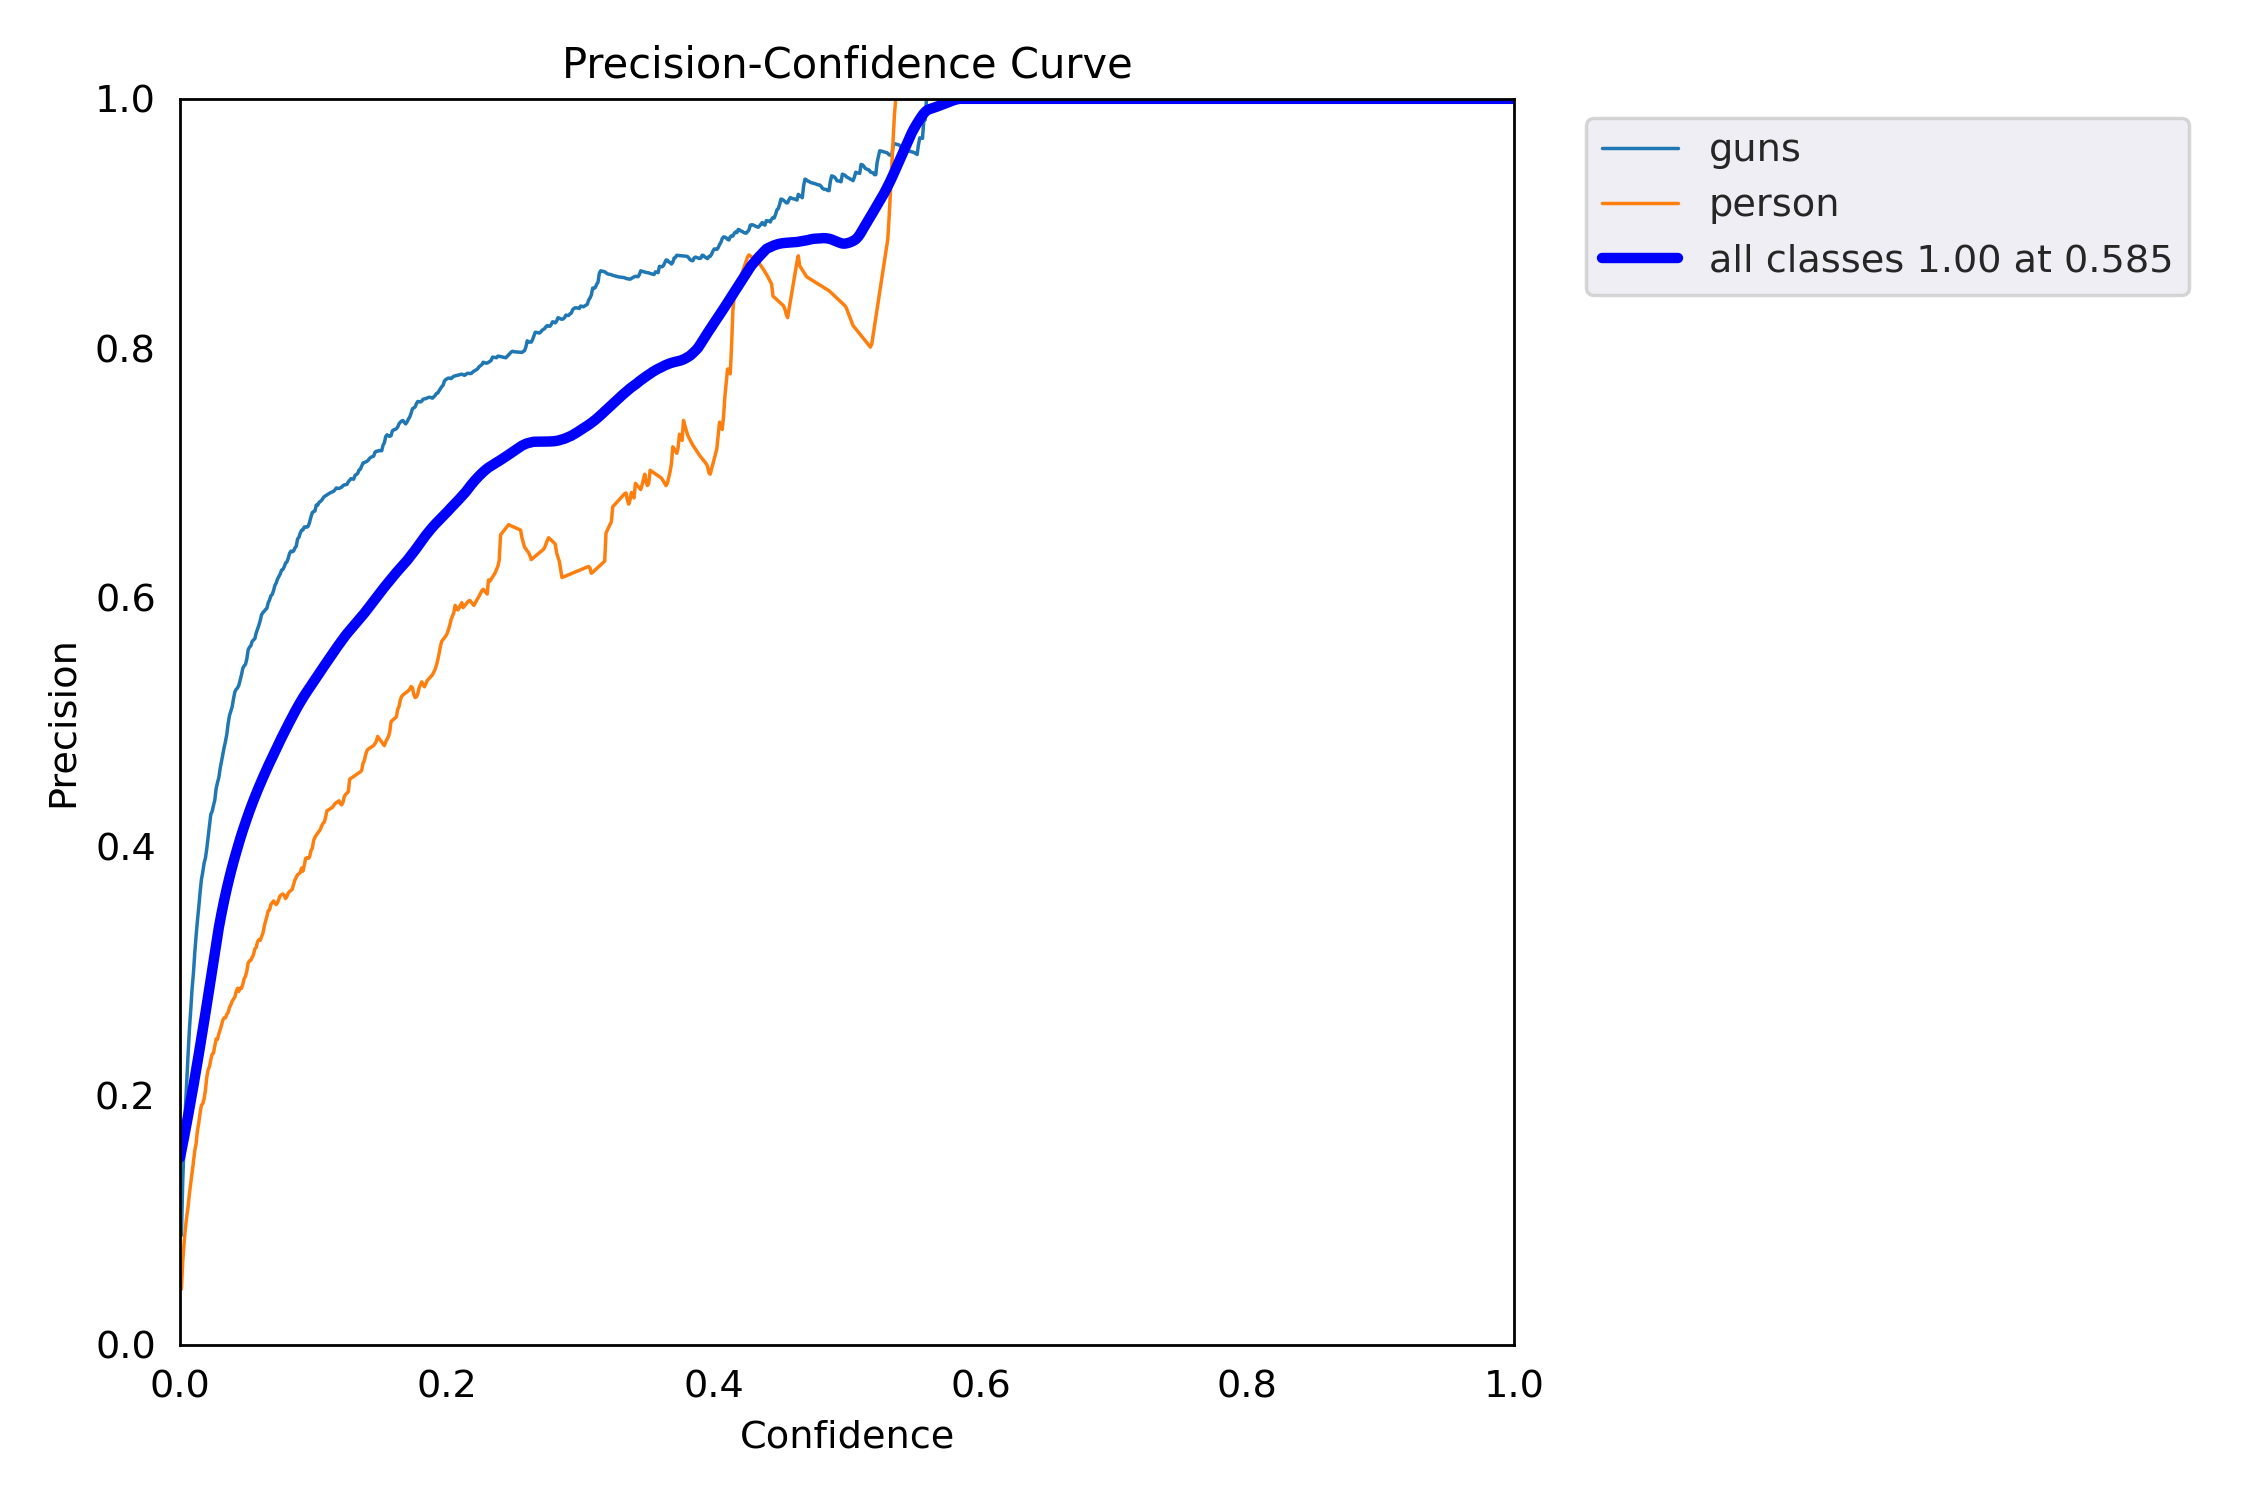 Precision-Confidence Curve
1.0
0.8
0.6
0.4
0.2
0.0
Precision
0.0 0.2 0.4 0.6 0.8 1.0
Confidence
guns
person
all classes 1.00 at 0.585